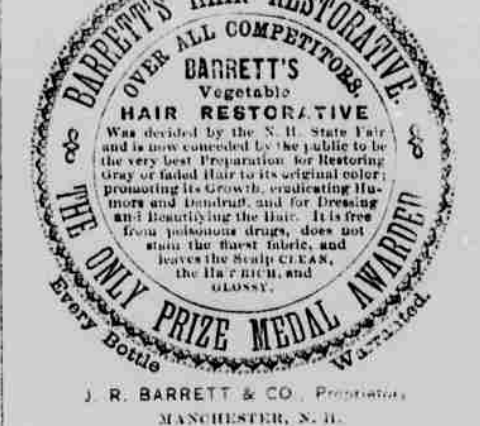 BARRETT'S HAIR RESTORATIVE.
OVER ALL COMPETITORS.
BARRETT'S
Vegetable
HAIR RESTORATIVE
Was decided by the N. H. State Fair
and is now conceded by the public to be
the very best Preparation for Restoring
Gray or faded Hair to its original color;
promoting its Growth, eradicating Hu-
mors and Dandruff, and for Dressing
and Beautifying the Hair. It is free
from poisonous drugs, does not
stain the finest fabric, and
leaves the Scalp CLEAN,
the Hair RICH, and
GLOSSY.
THE ONLY PRIZE MEDAL AWARDED
Every Bottle Warranted.
J. R. BARRETT & CO., Proprietors,
MANCHESTER, N. H.